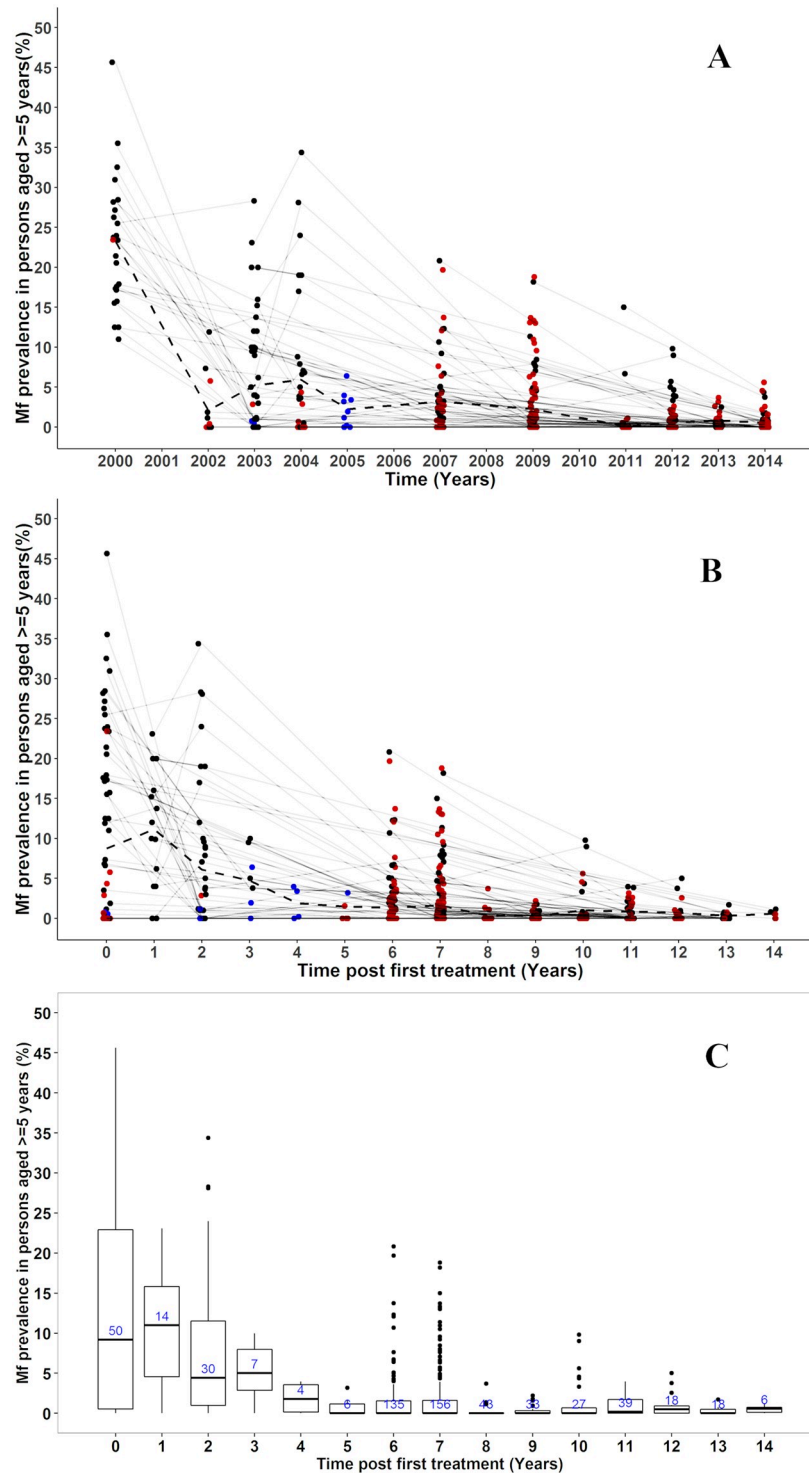 A
Mf prevalence in persons aged >=5 years(%)
50
45
40
35
30
25
20
15
10
5
0
2000 2001 2002 2003 2004 2005 2006 2007 2008 2009 2010 2011 2012 2013 2014
Time (Years)
B
Mf prevalence in persons aged >=5 years(%)
50
45
40
35
30
25
20
15
10
5
0
0 1 2 3 4 5 6 7 8 9 10 11 12 13 14
Time post first treatment (Years)
C
Mf prevalence in persons aged >=5 years (%)
50
45
40
35
30
25
20
15
10
5
0
50 14 30 7 4 6 135 156 43 33 27 39 18 18 6
0 1 2 3 4 5 6 7 8 9 10 11 12 13 14
Time post first treatment (Years)